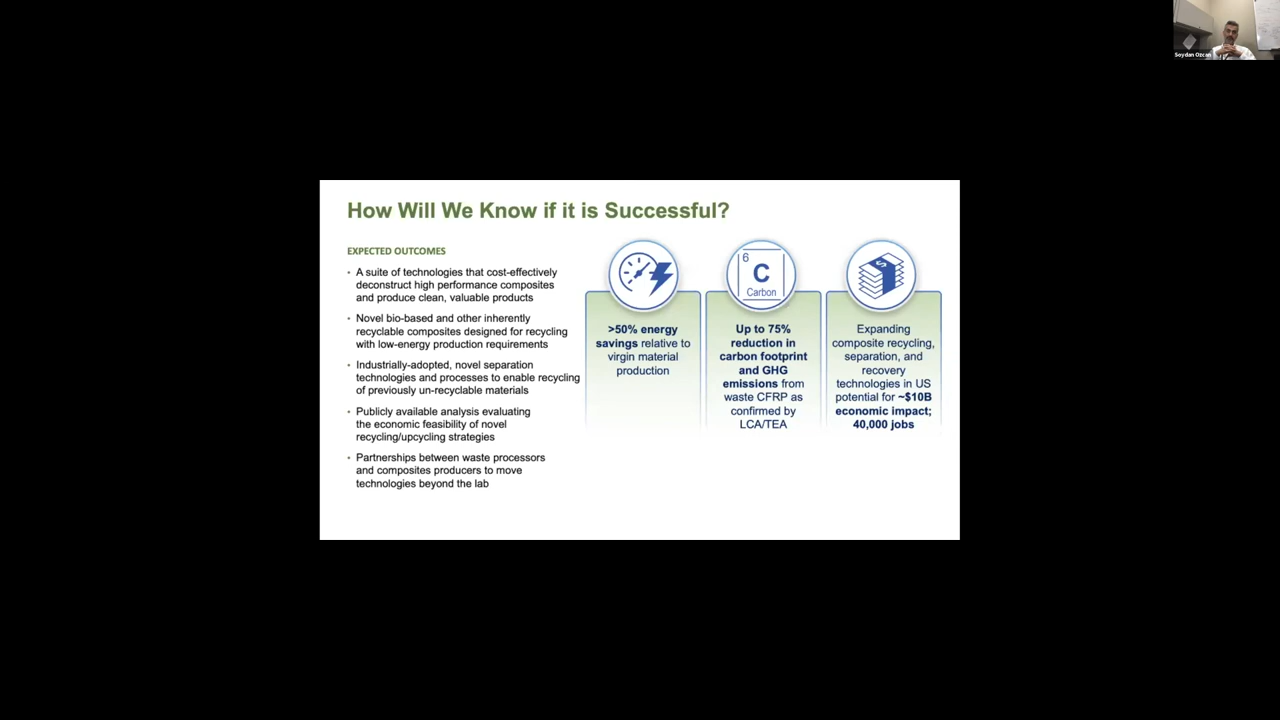 Soydan Ozcan
How Will We Know if it is Successful?
EXPECTED OUTCOMES
• A suite of technologies that cost-effectively
deconstruct high performance composites
and produce clean, valuable products
• Novel bio-based and other inherently
recyclable composites designed for recycling
with low-energy production requirements
• Industrially-adopted, novel separation
technologies and processes to enable recycling
of previously un-recyclable materials
• Publicly available analysis evaluating
the economic feasibility of novel
recycling/upcycling strategies
• Partnerships between waste processors
and composites producers to move
technologies beyond the lab
>50% energy
savings relative to
virgin material
production
6
C
Carbon
Up to 75%
reduction in
carbon footprint
and GHG
emissions from
waste CFRP as
confirmed by
LCA/TEA
$
Expanding
composite recycling,
separation, and
recovery
technologies in US
potential for ~$10B
economic impact;
40,000 jobs